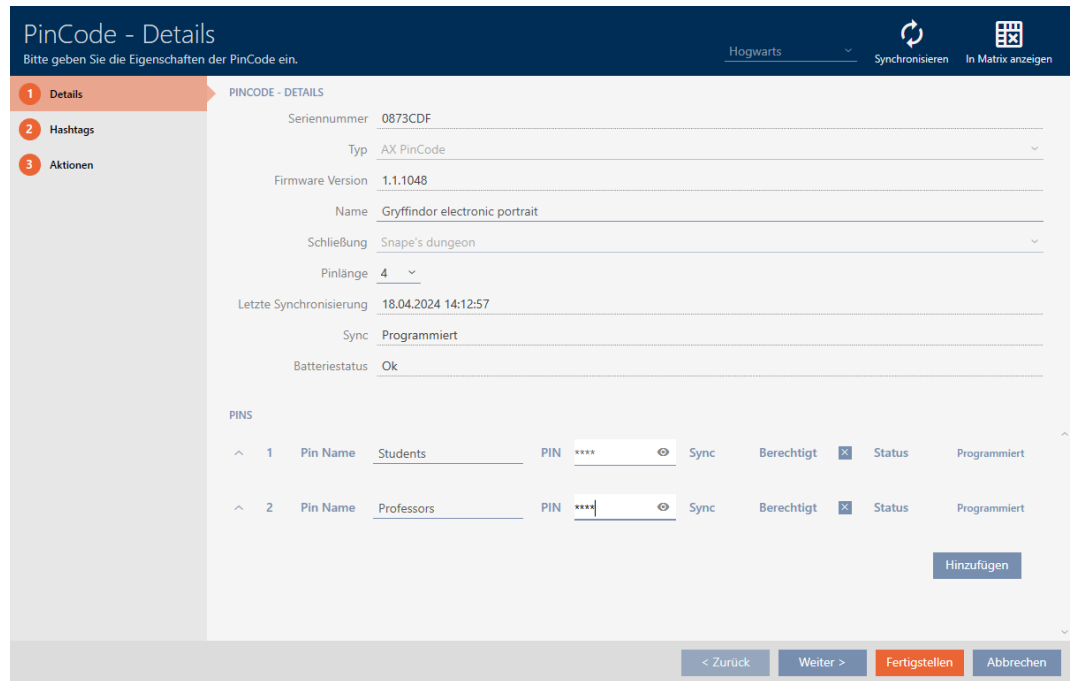 PinCode - Details
Bitte geben Sie die Eigenschaften der PinCode ein.
Hogwarts
Synchronisieren
In Matrix anzeigen
1 Details
2 Hashtags
3 Aktionen
PINCODE - DETAILS
Seriennummer 0873CDF
Typ AX PinCode
Firmware Version 1.1.1048
Name Gryffindor electronic portrait
Schließung Snape's dungeon
Pinlänge 4
Letzte Synchronisierung 18.04.2024 14:12:57
Sync Programmiert
Batteriestatus Ok
PINS
1 Pin Name Students PIN **** Sync Berechtigt Status Programmiert
2 Pin Name Professors PIN **** Sync Berechtigt Status Programmiert
Hinzufügen
< Zurück Weiter > Fertigstellen Abbrechen